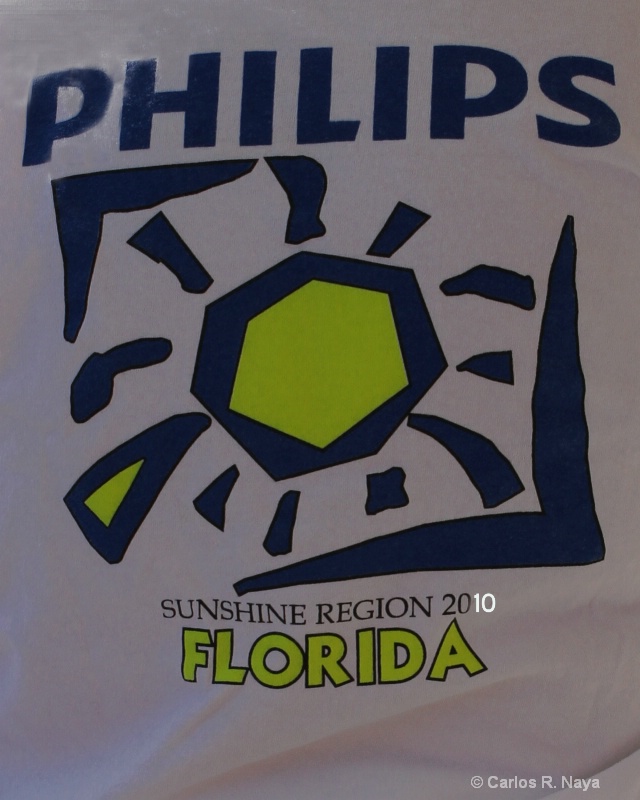 PHILIPS
SUNSHINE REGION 2010
FLORIDA
© Carlos R. Naya